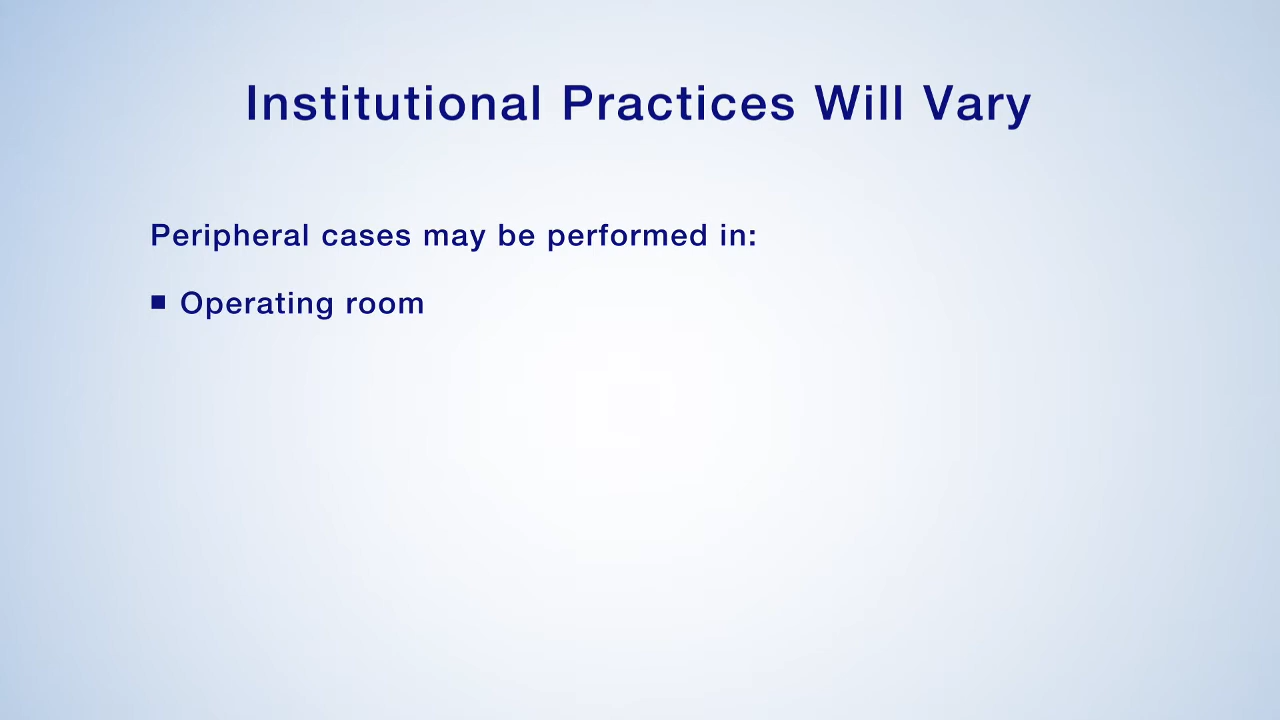 Institutional Practices Will Vary
Peripheral cases may be performed in:
■ Operating room